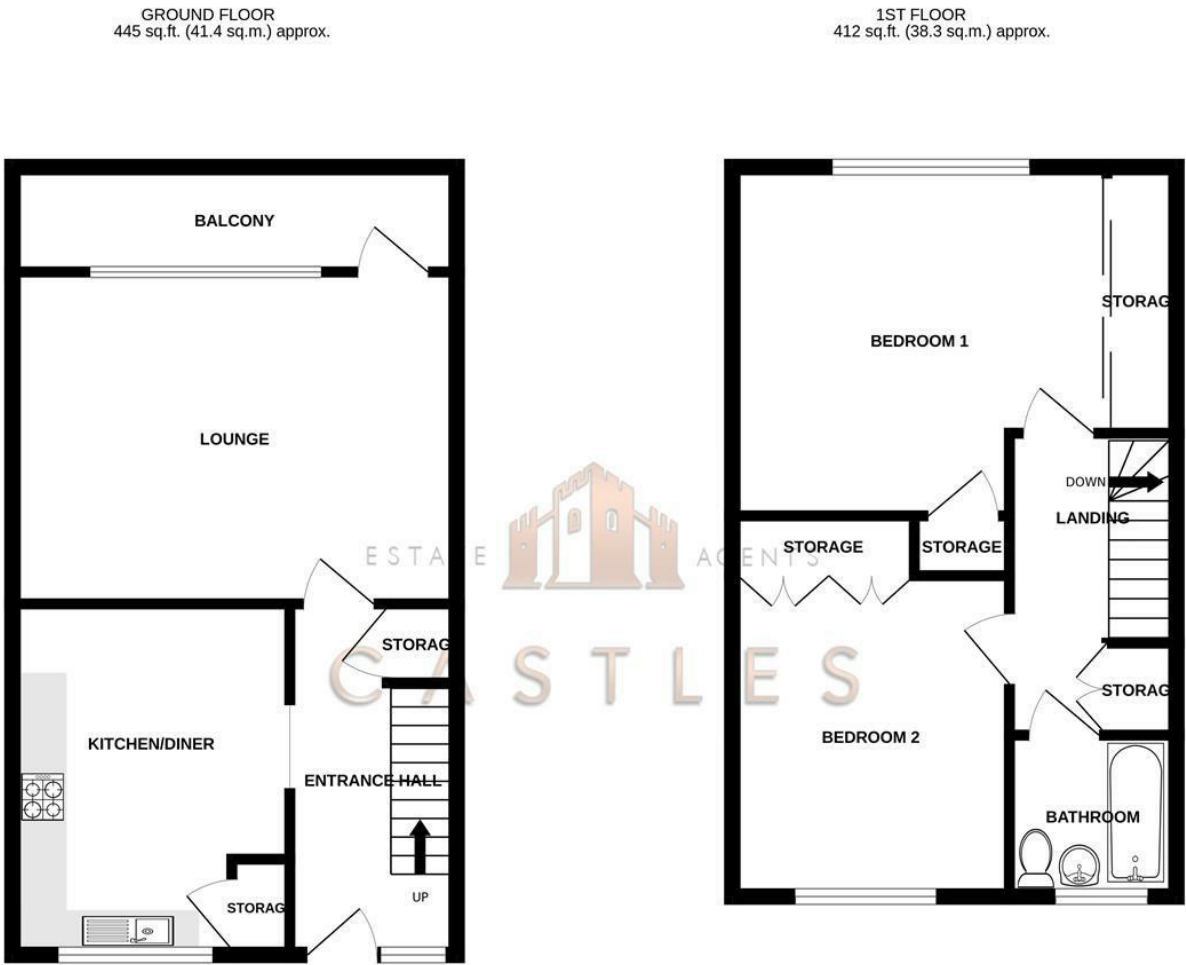 GROUND FLOOR
445 sq.ft. (41.4 sq.m.) approx.
BALCONY
LOUNGE
STORAG
KITCHEN/DINER
ENTRANCE HALL
STORAG
UP
1ST FLOOR
412 sq.ft. (38.3 sq.m.) approx.
STORAG
BEDROOM 1
DOWN
LANDING
STORAGE
STORAGE
STORAG
BEDROOM 2
BATHROOM
ESTATE AGENTS
CASTLES